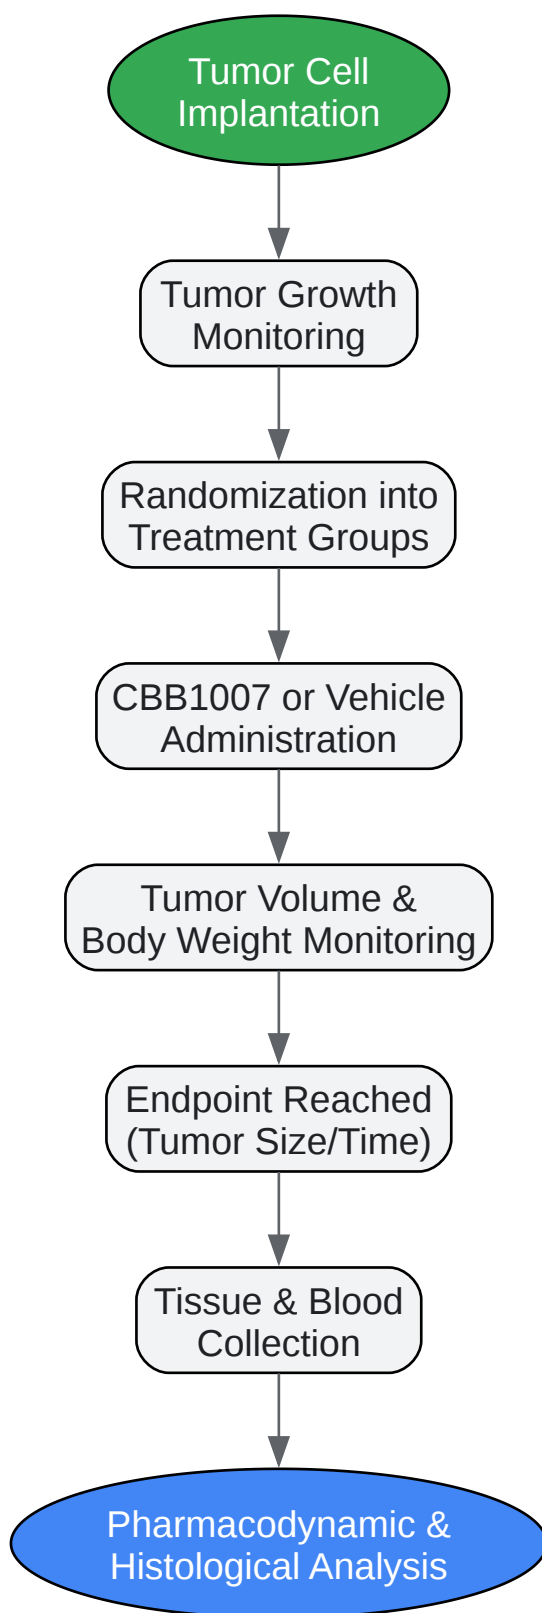 Tumor Cell
Implantation
Tumor Growth
Monitoring
Randomization into
Treatment Groups
CBB1007 or Vehicle
Administration
Tumor Volume &
Body Weight Monitoring
Endpoint Reached
(Tumor Size/Time)
Tissue & Blood
Collection
Pharmacodynamic &
Histological Analysis